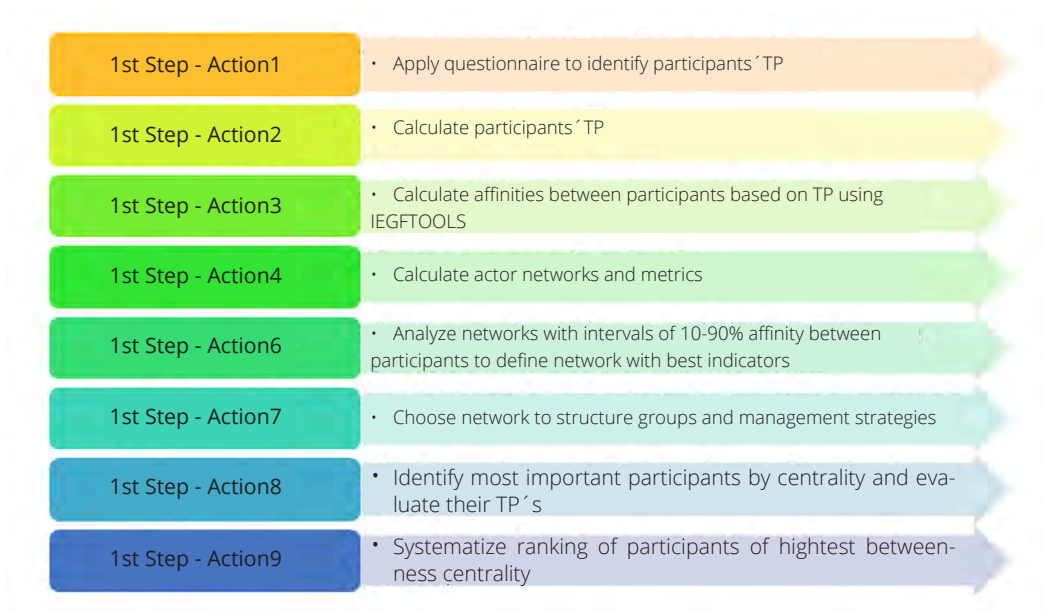 1st Step - Action1
• Apply questionnaire to identify participants´TP
1st Step - Action2
• Calculate participants´TP
1st Step - Action3
• Calculate affinities between participants based on TP using
IEGFTOOLS
1st Step - Action4
• Calculate actor networks and metrics
1st Step - Action6
• Analyze networks with intervals of 10-90% affinity between
participants to define network with best indicators
1st Step - Action7
• Choose network to structure groups and management strategies
1st Step - Action8
• Identify most important participants by centrality and eva-
luate their TP´s
1st Step - Action9
• Systematize ranking of participants of hightest between-
ness centrality